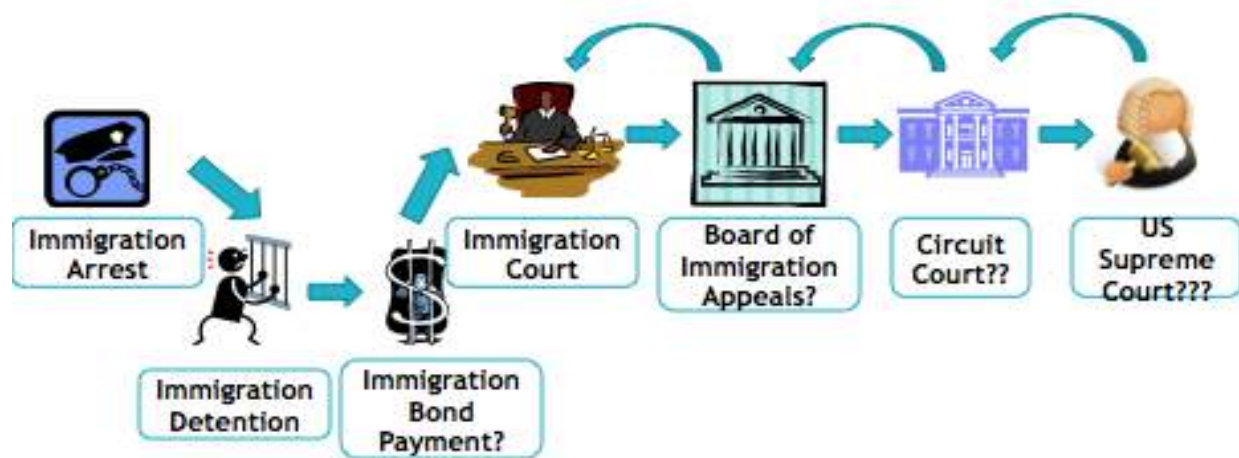 Immigration
Arrest
Immigration
Detention
Immigration
Bond
Payment?
Immigration
Court
Board of
Immigration
Appeals?
Circuit
Court??
US
Supreme
Court???